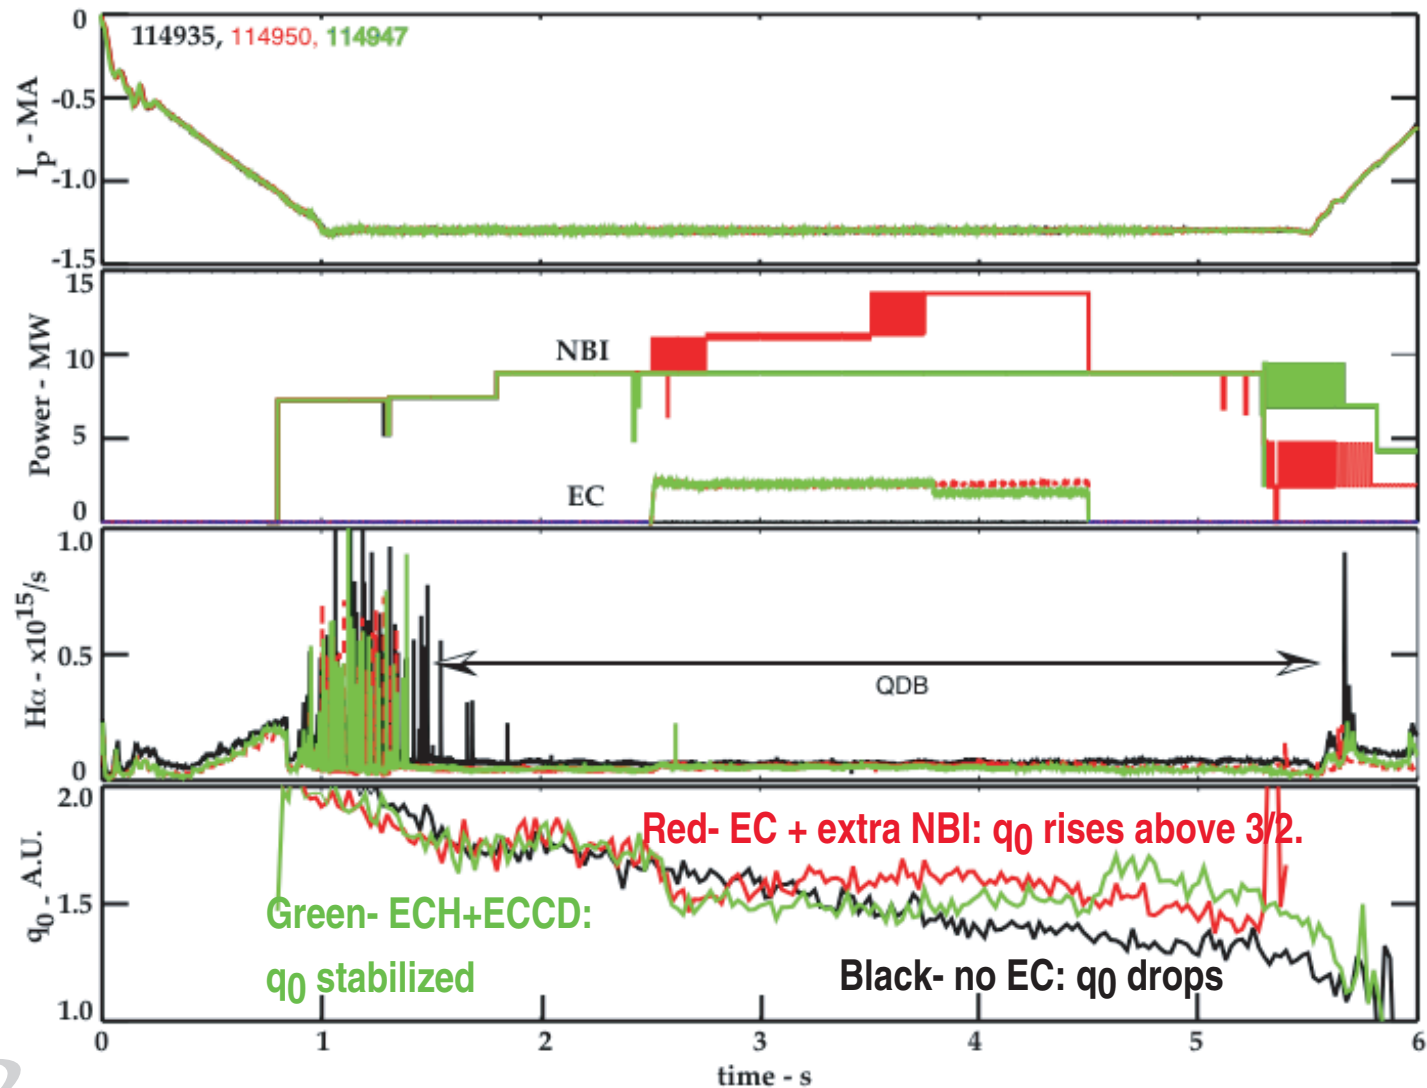 0
114935, 114950, 114947
-0.5
Ip - MA
-1.0
-1.5
15
Power - MW
NBI
10
5
EC
0
1.0
Hα - x10^15/s
0.5
QDB
0
2.0
q0 - A.U.
Red- EC + extra NBI: q0 rises above 3/2.
1.5
Green- ECH+ECCD:
q0 stabilized
Black- no EC: q0 drops
1.0
0 1 2 3 4 5 6
time - s